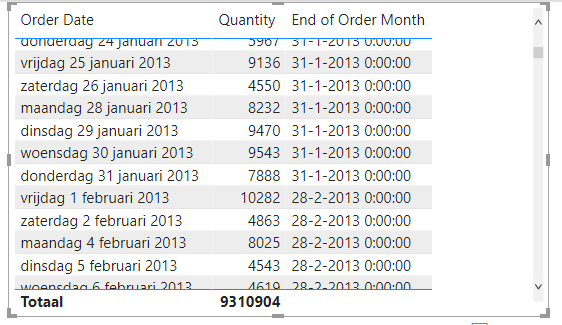 Order Date Quantity End of Order Month
donderdag 24 januari 2013 5967 31-1-2013 0:00:00
vrijdag 25 januari 2013 9136 31-1-2013 0:00:00
zaterdag 26 januari 2013 4550 31-1-2013 0:00:00
maandag 28 januari 2013 8232 31-1-2013 0:00:00
dinsdag 29 januari 2013 9470 31-1-2013 0:00:00
woensdag 30 januari 2013 9543 31-1-2013 0:00:00
donderdag 31 januari 2013 7888 31-1-2013 0:00:00
vrijdag 1 februari 2013 10282 28-2-2013 0:00:00
zaterdag 2 februari 2013 4863 28-2-2013 0:00:00
maandag 4 februari 2013 8025 28-2-2013 0:00:00
dinsdag 5 februari 2013 4543 28-2-2013 0:00:00
woensdag 6 februari 2013 4619 28-2-2013 0:00:00
Totaal 9310904